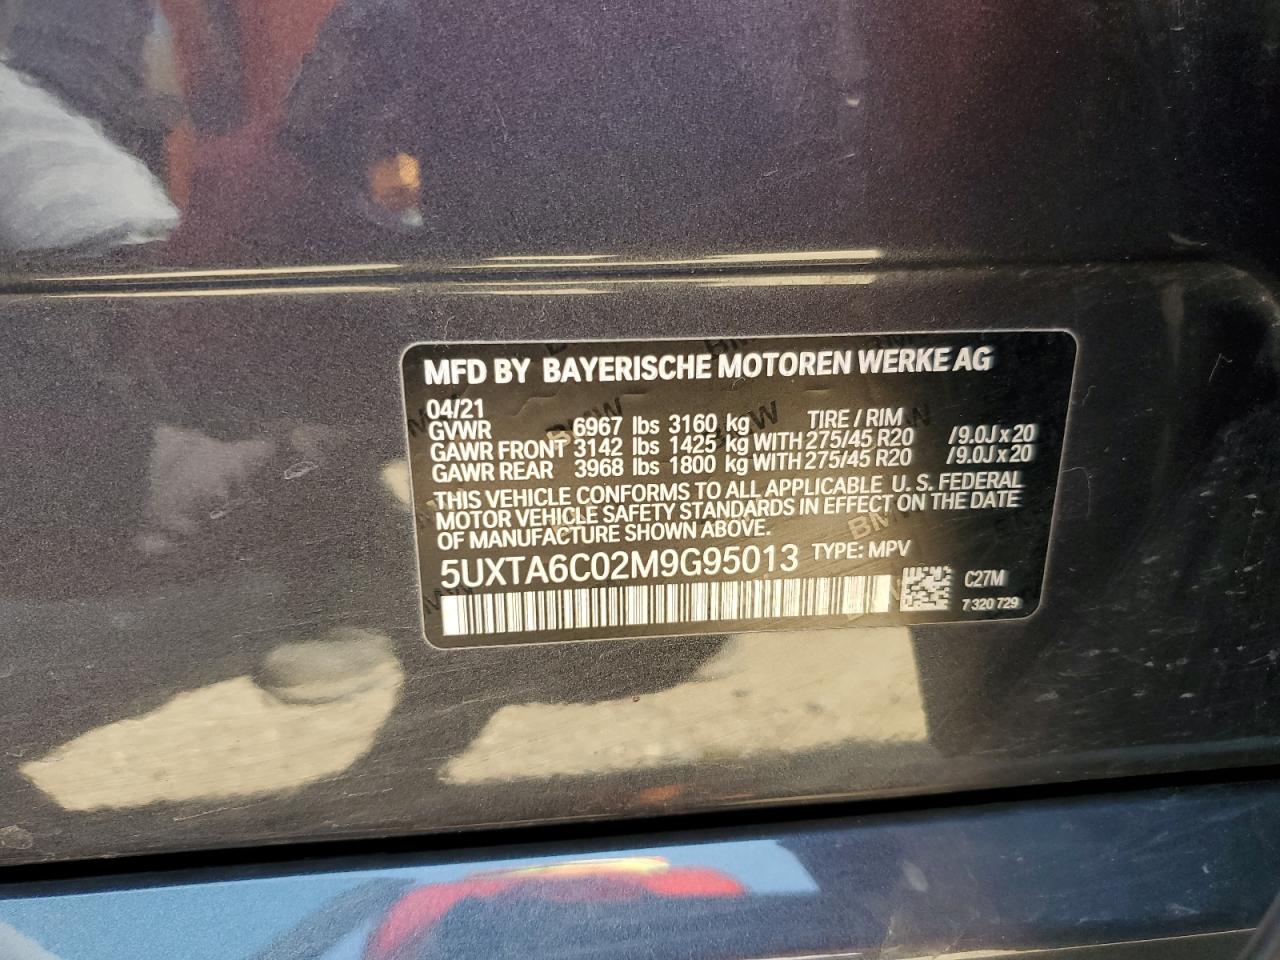 MFD BY BAYERISCHE MOTOREN WERKE AG
04/21 TIRE / RIM
GVWR 6967 lbs 3160 kg
GAWR FRONT 3142 lbs 1425 kg WITH 275/45 R20 /9.0J x 20
GAWR REAR 3968 lbs 1800 kg WITH 275/45 R20 /9.0J x 20
THIS VEHICLE CONFORMS TO ALL APPLICABLE U. S. FEDERAL
MOTOR VEHICLE SAFETY STANDARDS IN EFFECT ON THE DATE
OF MANUFACTURE SHOWN ABOVE.
5UXTA6C02M9G95013 TYPE: MPV
C27M
7 320 729